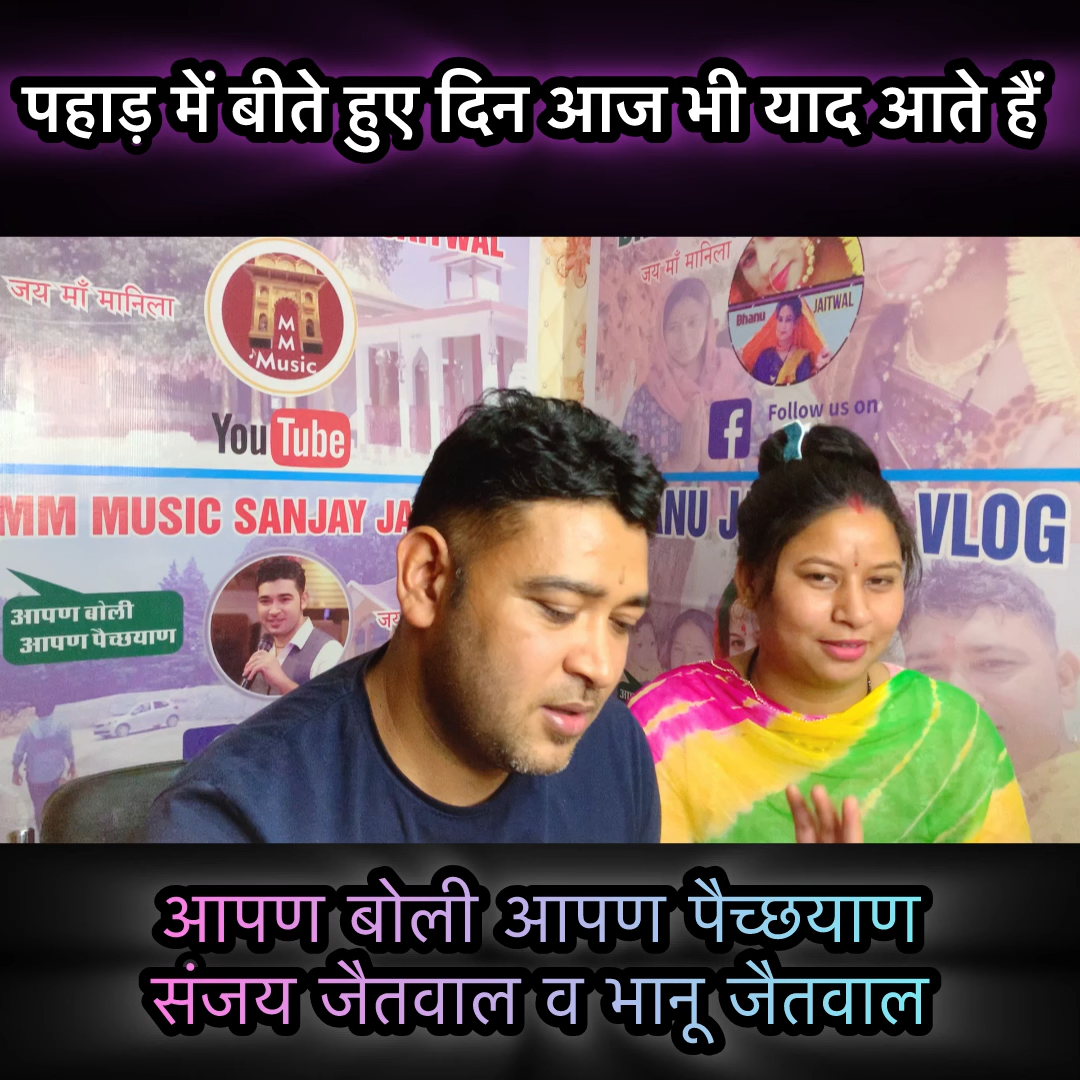 पहाड़ में बीते हुए दिन आज भी याद आते हैं
जय माँ मानिला
MM
Music
YouTube
जय माँ मानिला
Bhanu JAITWAL
Follow us on
MM MUSIC SANJAY JA
VLOG
आपण बोली
आपण पैच्छयाण
आपण बोली आपण पैच्छयाण
संजय जैतवाल व भानू जैतवाल